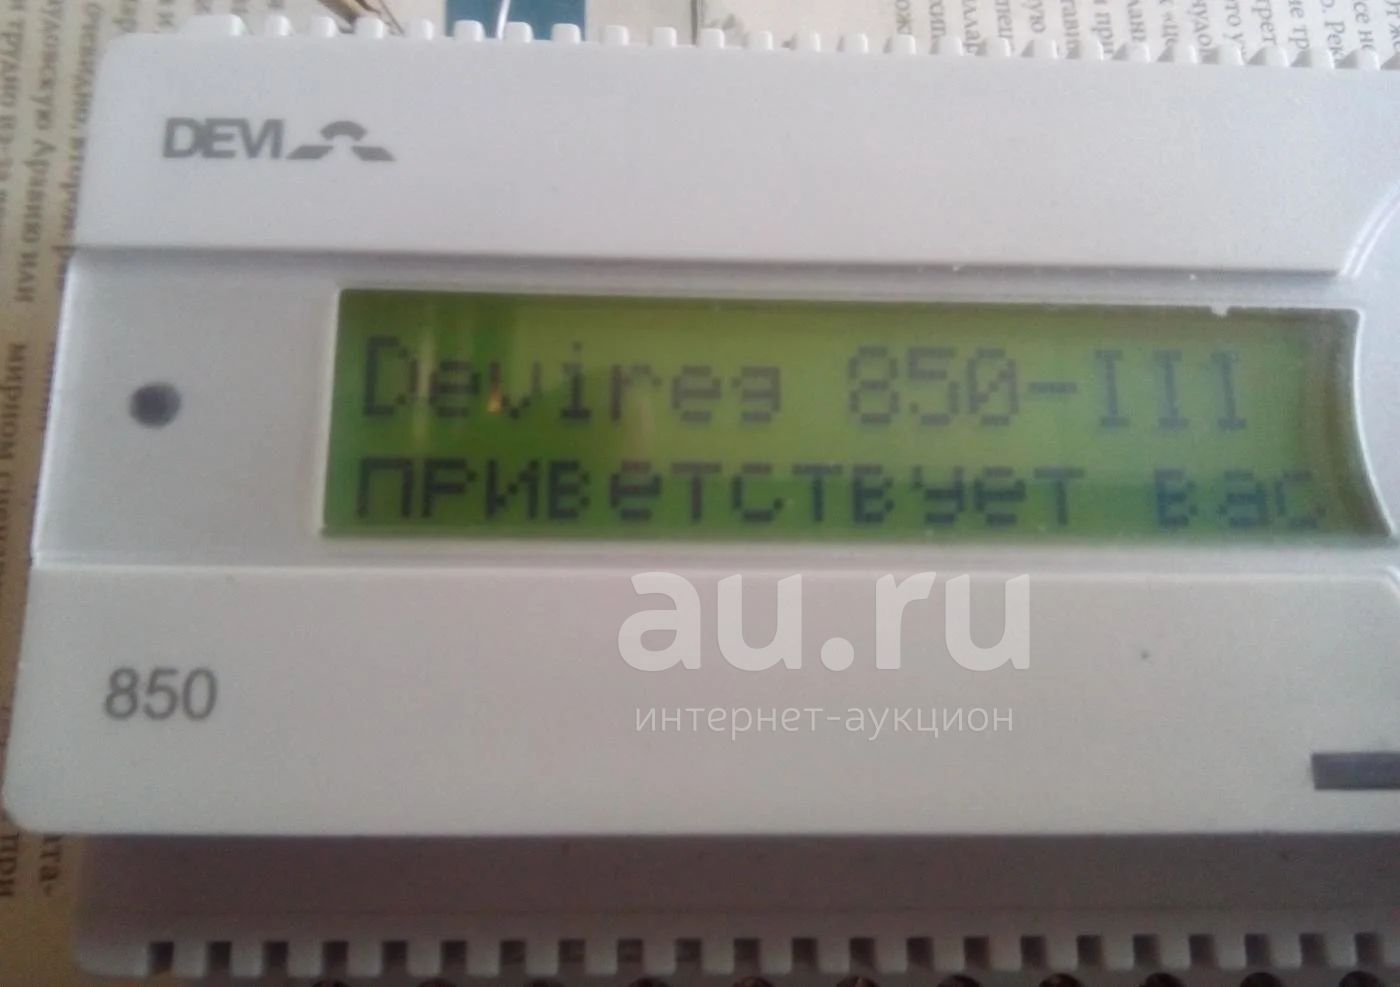 DEVI
Devireg 850-III
Приветствует вас
au.ru
интернет-аукцион
850